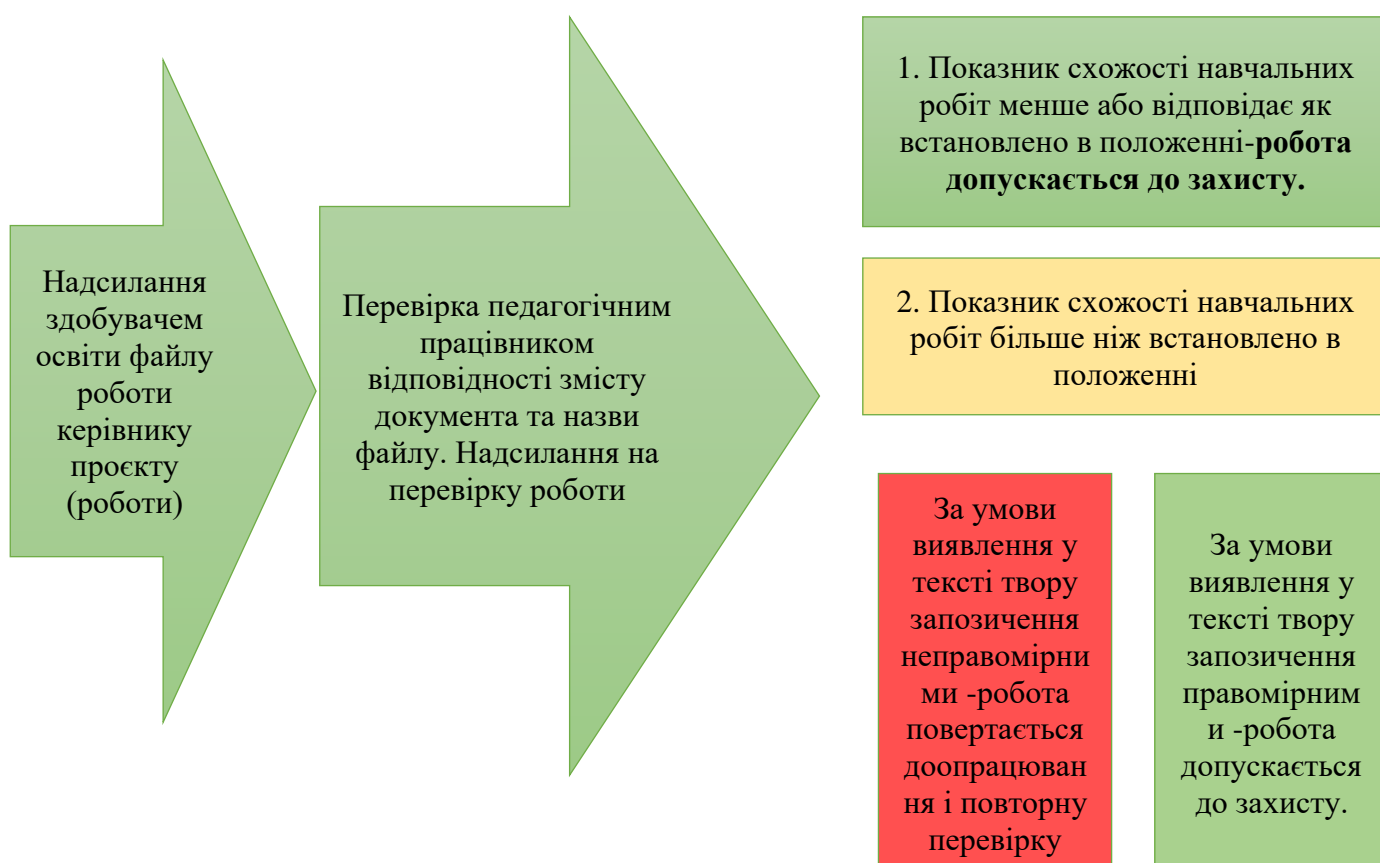 Надсилання
здобувачем
освіти файлу
роботи
керівнику
проєкту
(роботи)
Перевірка педагогічним
працівником
відповідності змісту
документа та назви
файлу. Надсилання на
перевірку роботи
1. Показник схожості навчальних
робіт менше або відповідає як
встановлено в положенні-робота
допускається до захисту.
2. Показник схожості навчальних
робіт більше ніж встановлено в
положенні
За умови
виявлення у
тексті твору
запозичення
неправомірни
ми -робота
повертається
доопрацюван
ня і повторну
перевірку
За умови
виявлення у
тексті твору
запозичення
правомірним
и -робота
допускається
до захисту.